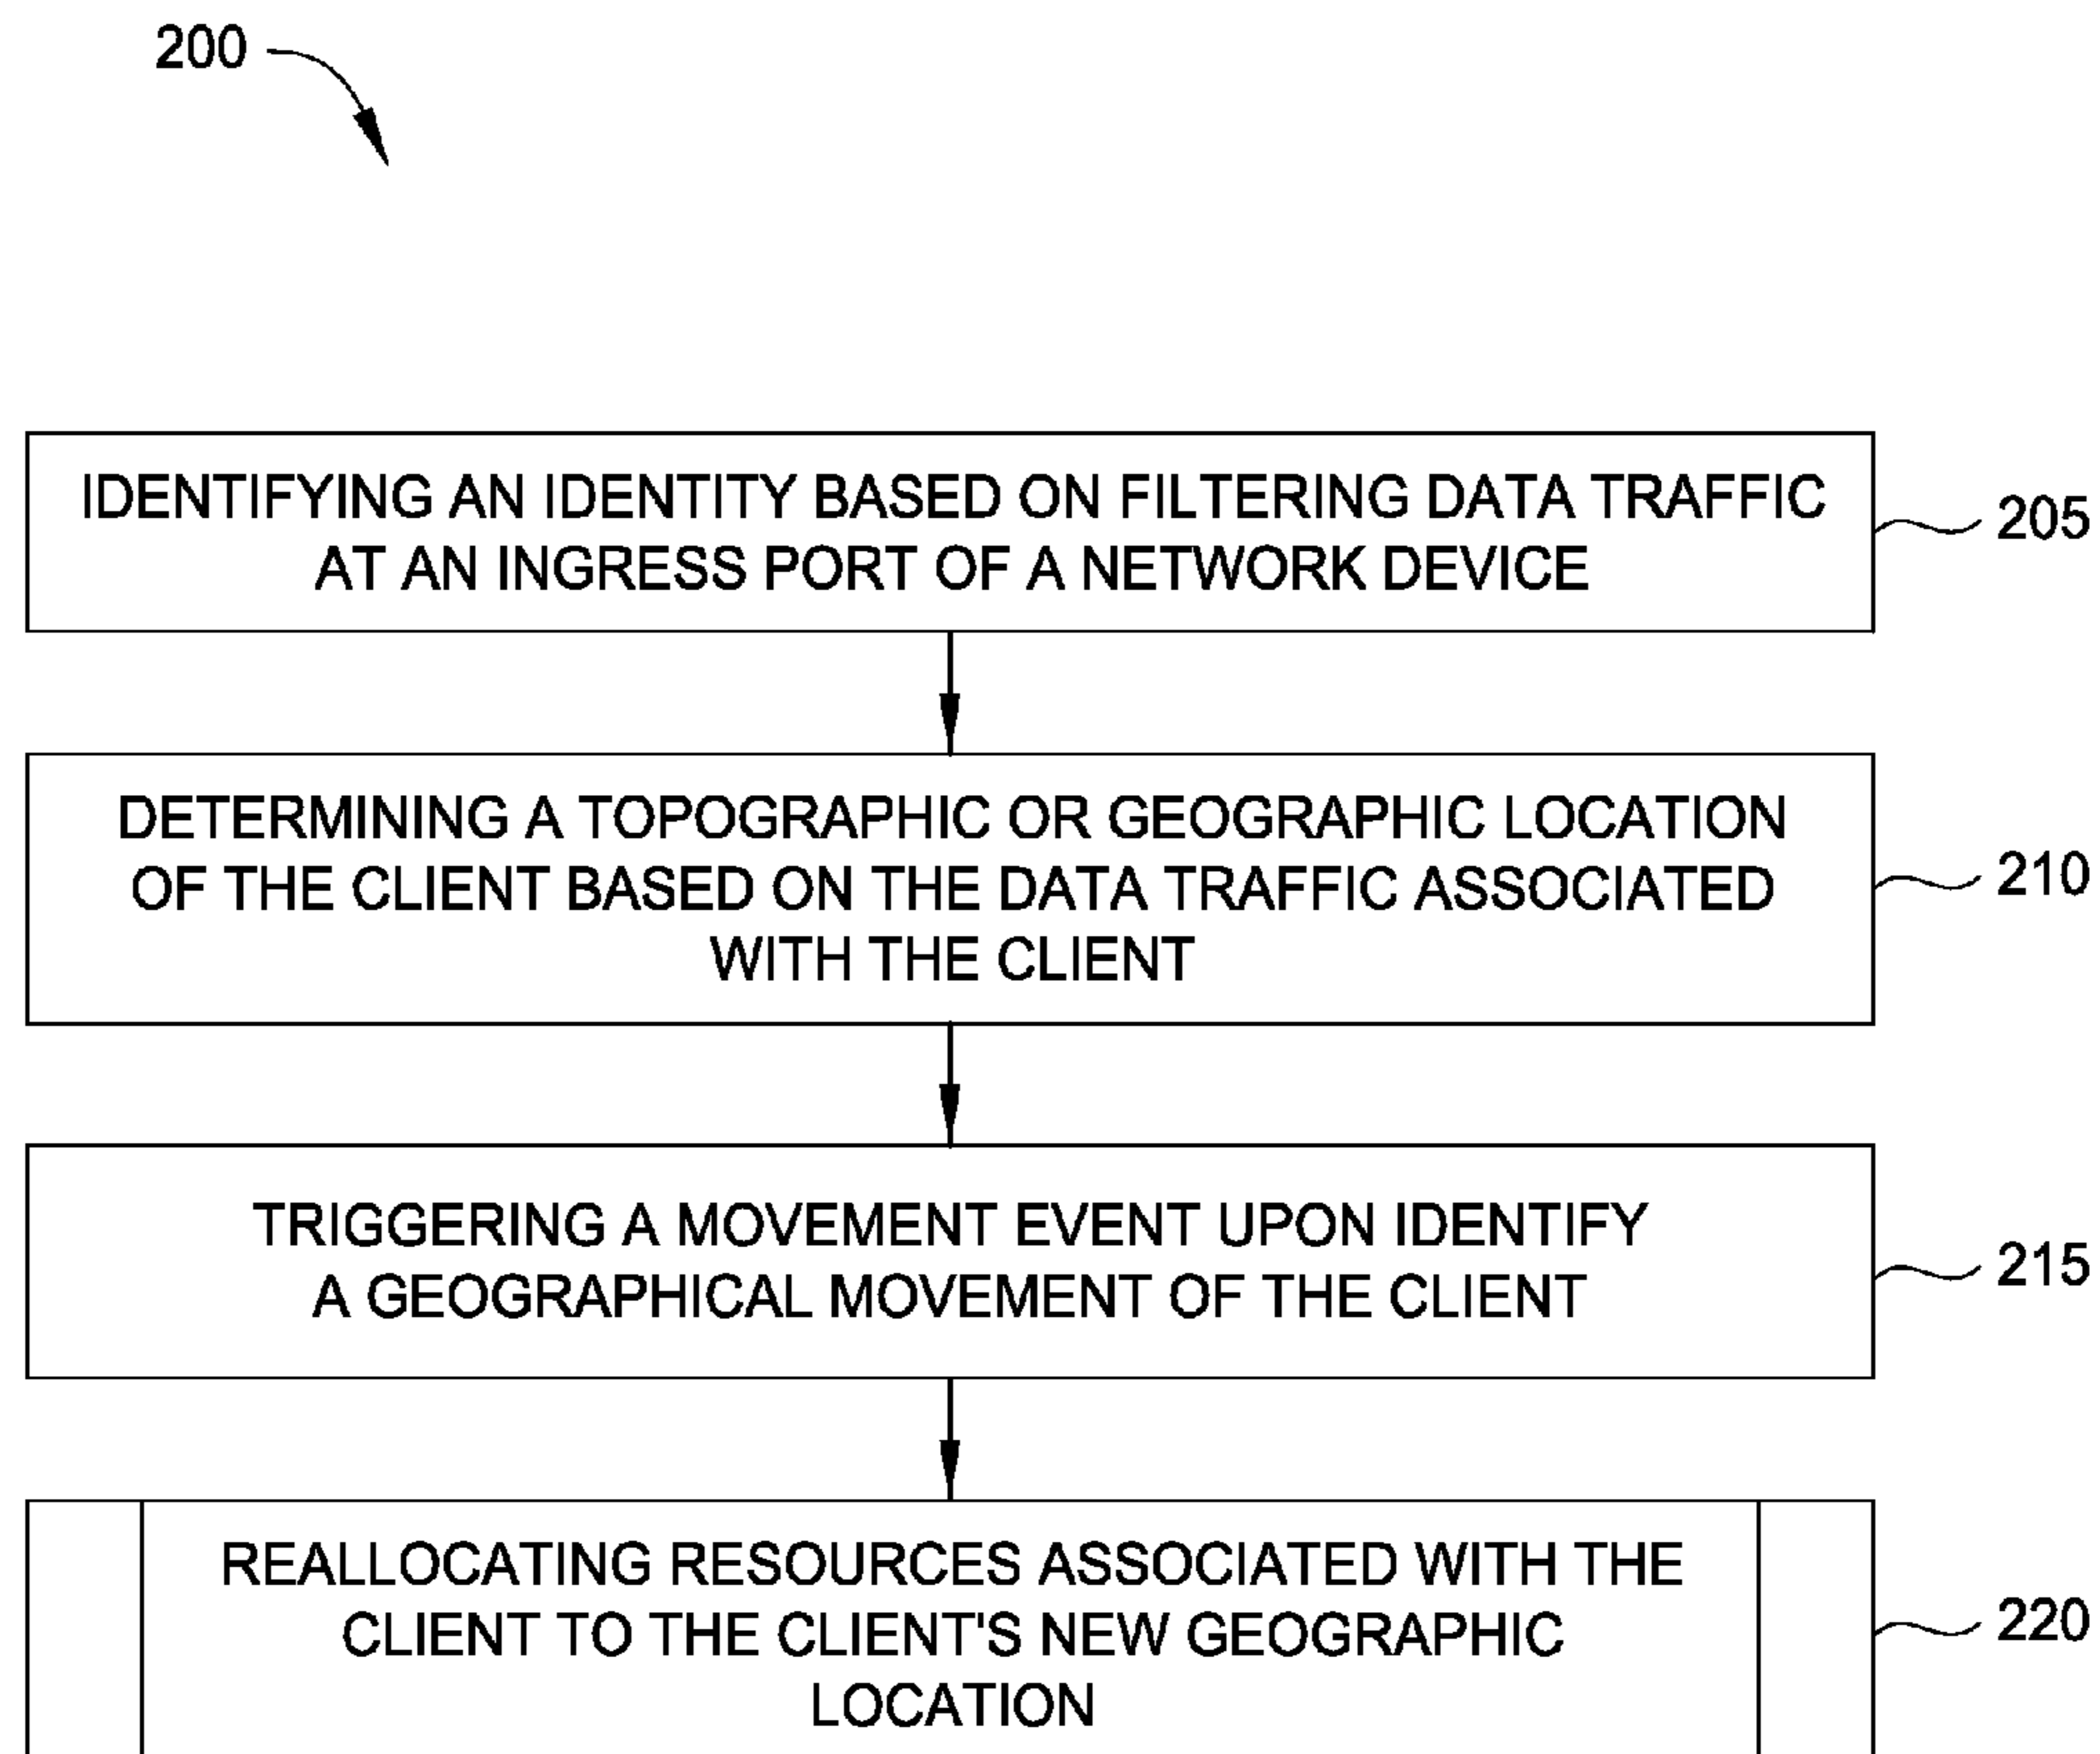 200
IDENTIFYING AN IDENTITY BASED ON FILTERING DATA TRAFFIC
AT AN INGRESS PORT OF A NETWORK DEVICE
205
DETERMINING A TOPOGRAPHIC OR GEOGRAPHIC LOCATION
OF THE CLIENT BASED ON THE DATA TRAFFIC ASSOCIATED
WITH THE CLIENT
210
TRIGGERING A MOVEMENT EVENT UPON IDENTIFY
A GEOGRAPHICAL MOVEMENT OF THE CLIENT
215
REALLOCATING RESOURCES ASSOCIATED WITH THE
CLIENT TO THE CLIENT'S NEW GEOGRAPHIC
LOCATION
220